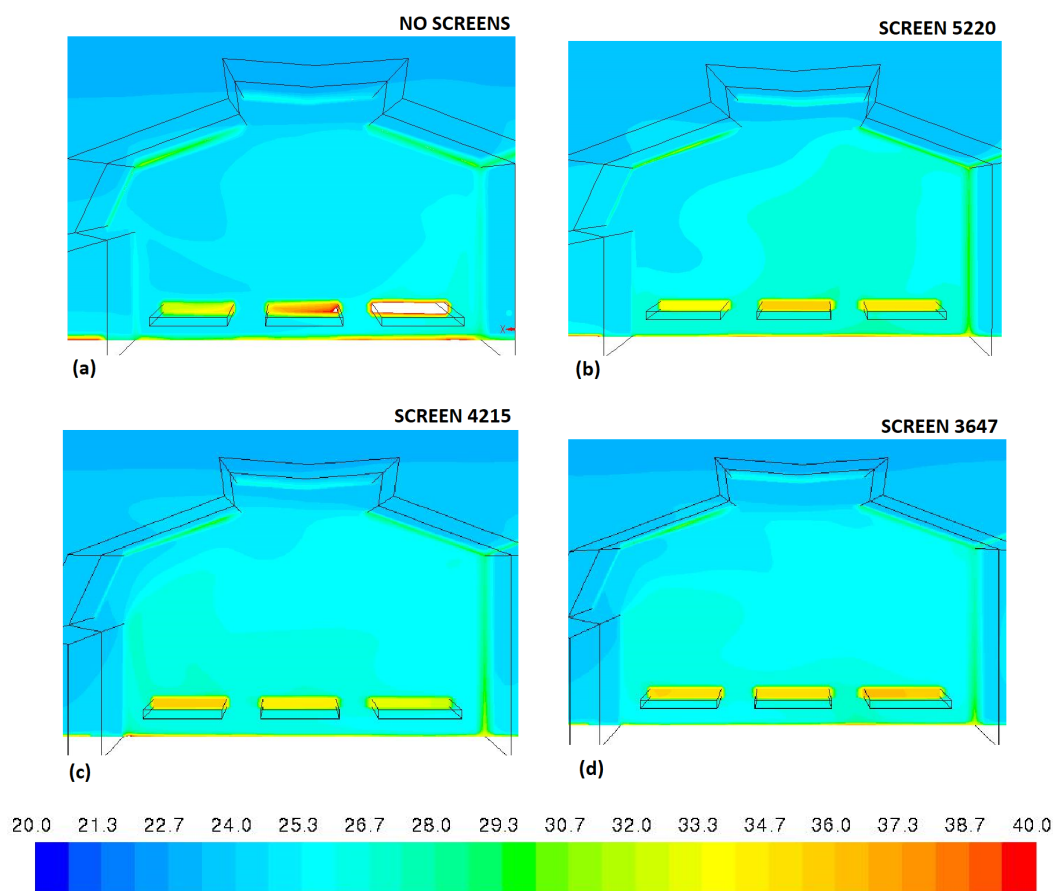 NO SCREENS
SCREEN 5220
X
(a)
(b)
SCREEN 4215
SCREEN 3647
(c)
(d)
20.0 21.3 22.7 24.0 25.3 26.7 28.0 29.3 30.7 32.0 33.3 34.7 36.0 37.3 38.7 40.0